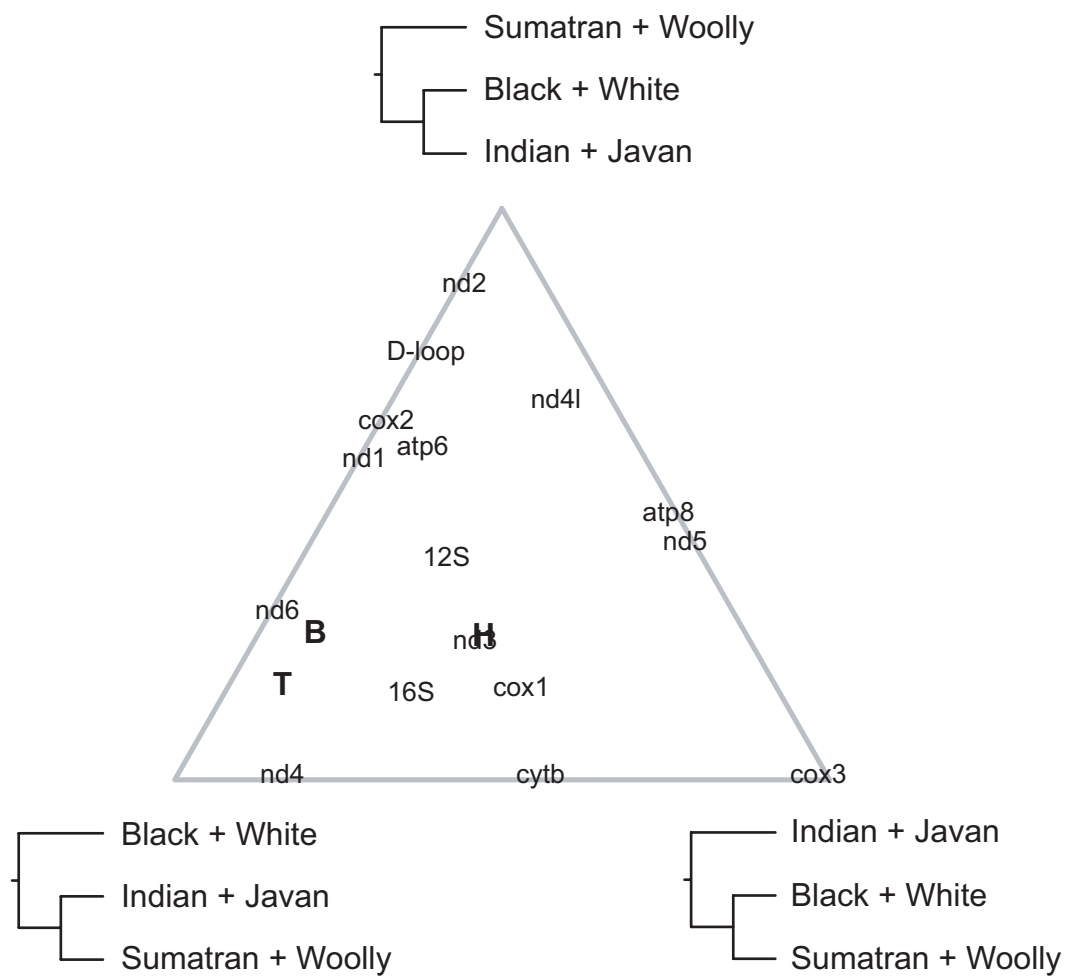 Sumatran + Woolly
Black + White
Indian + Javan
nd2
D-loop
nd4l
cox2
atp6
nd1
atp8
nd5
12S
nd6
B
H
nd3
T
16S
cox1
nd4
cytb
cox3
Black + White
Indian + Javan
Sumatran + Woolly
Indian + Javan
Black + White
Sumatran + Woolly